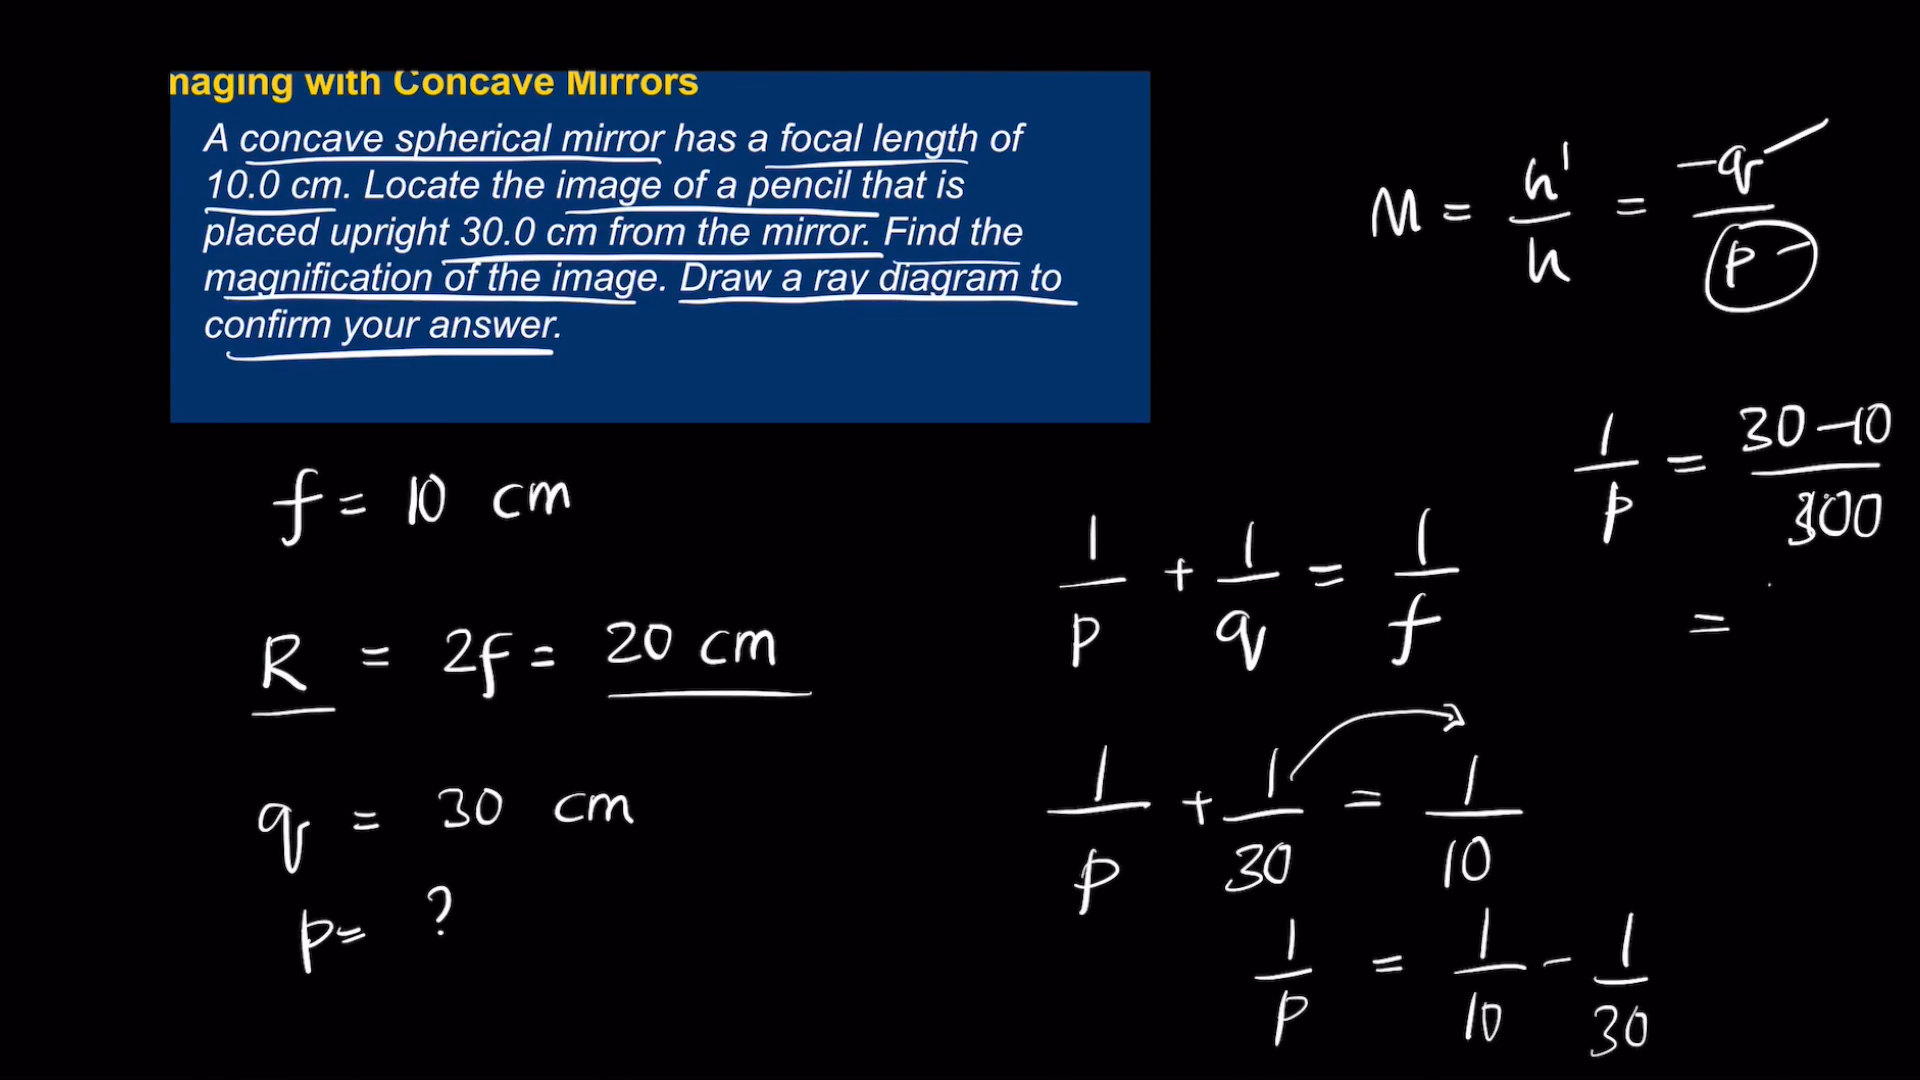 naging with Concave Mirrors
A concave spherical mirror has a focal length of
10.0 cm. Locate the image of a pencil that is
placed upright 30.0 cm from the mirror. Find the
magnification of the image. Draw a ray diagram to
confirm your answer.
M = h'/h = -q/p
f = 10 cm
R = 2f = 20 cm
q = 30 cm
p = ?
1/p + 1/q = 1/f
1/p + 1/30 = 1/10
1/p = 1/10 - 1/30
1/p = 30-10/300
=